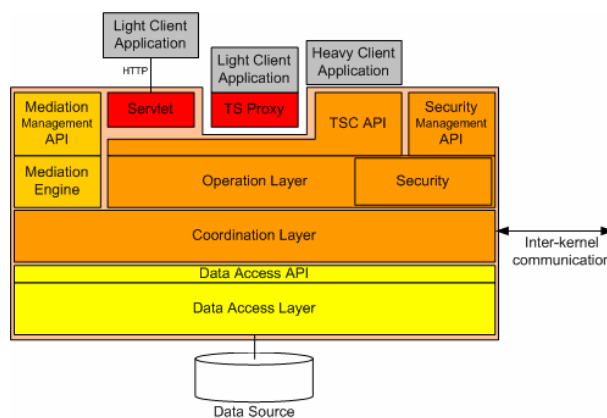 Light Client
Application
HTTP
Light Client
Application
Heavy Client
Application
Mediation
Management
API
Servlet
TS Proxy
TSC API
Security
Management
API
Mediation
Engine
Operation Layer
Security
Coordination Layer
Inter-kernel
communication
Data Access API
Data Access Layer
Data Source